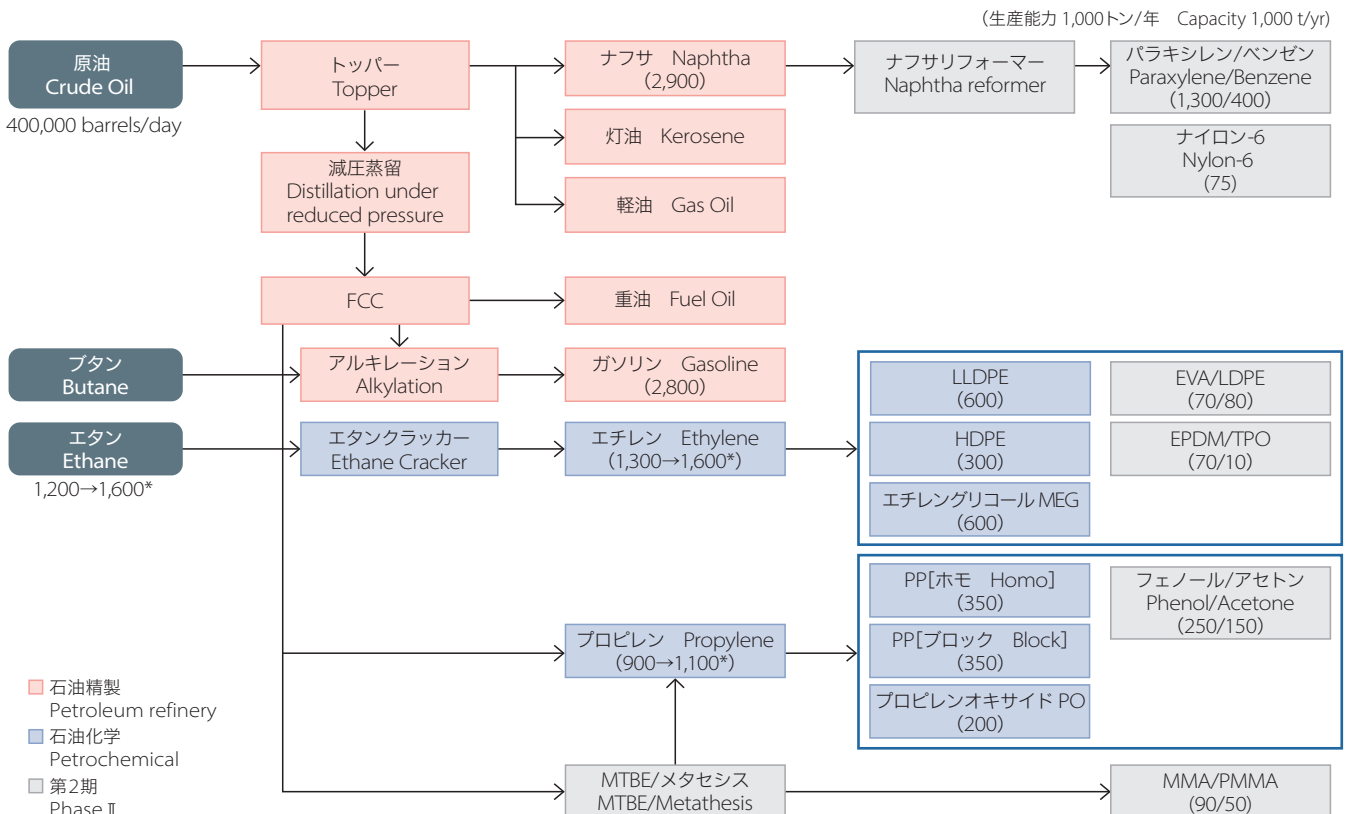 (生産能力 1,000トン/年 Capacity 1,000 t/yr)
原油
Crude Oil
400,000 barrels/day
トッパー
Topper
ナフサ Naphtha
(2,900)
ナフサリフォーマー
Naphtha reformer
パラキシレン/ベンゼン
Paraxylene/Benzene
(1,300/400)
灯油 Kerosene
ナイロン-6
Nylon-6
(75)
減圧蒸留
Distillation under
reduced pressure
軽油 Gas Oil
FCC
重油 Fuel Oil
ブタン
Butane
アルキレーション
Alkylation
ガソリン Gasoline
(2,800)
LLDPE
(600)
EVA/LDPE
(70/80)
エタン
Ethane
1,200→1,600*
エタンクラッカー
Ethane Cracker
エチレン Ethylene
(1,300→1,600*)
HDPE
(300)
EPDM/TPO
(70/10)
エチレングリコール MEG
(600)
PP[ホモ Homo]
(350)
フェノール/アセトン
Phenol/Acetone
(250/150)
プロピレン Propylene
(900→1,100*)
PP[ブロック Block]
(350)
プロピレンオキサイド PO
(200)
石油精製
Petroleum refinery
石油化学
Petrochemical
第2期
Phase Ⅱ
MTBE/メタセシス
MTBE/Metathesis
MMA/PMMA
(90/50)